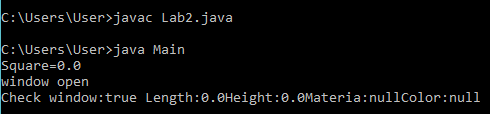 C:\Users\User>javac Lab2.java
C:\Users\User>java Main
Square=0.0
window open
Check window:true Length:0.0Height:0.0Materia:nullColor:null